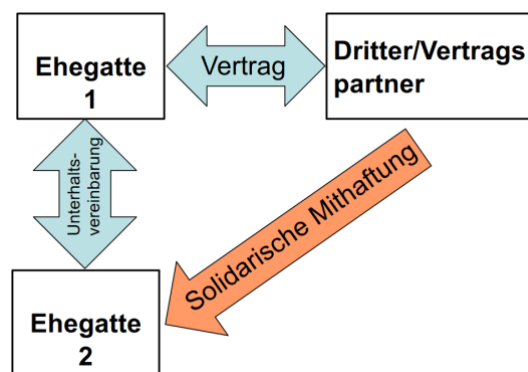 Ehegatte
1
Vertrag
Dritter/Vertrags
partner
Unterhalts-
vereinbarung
Solidarische Mithaftung
Ehegatte
2